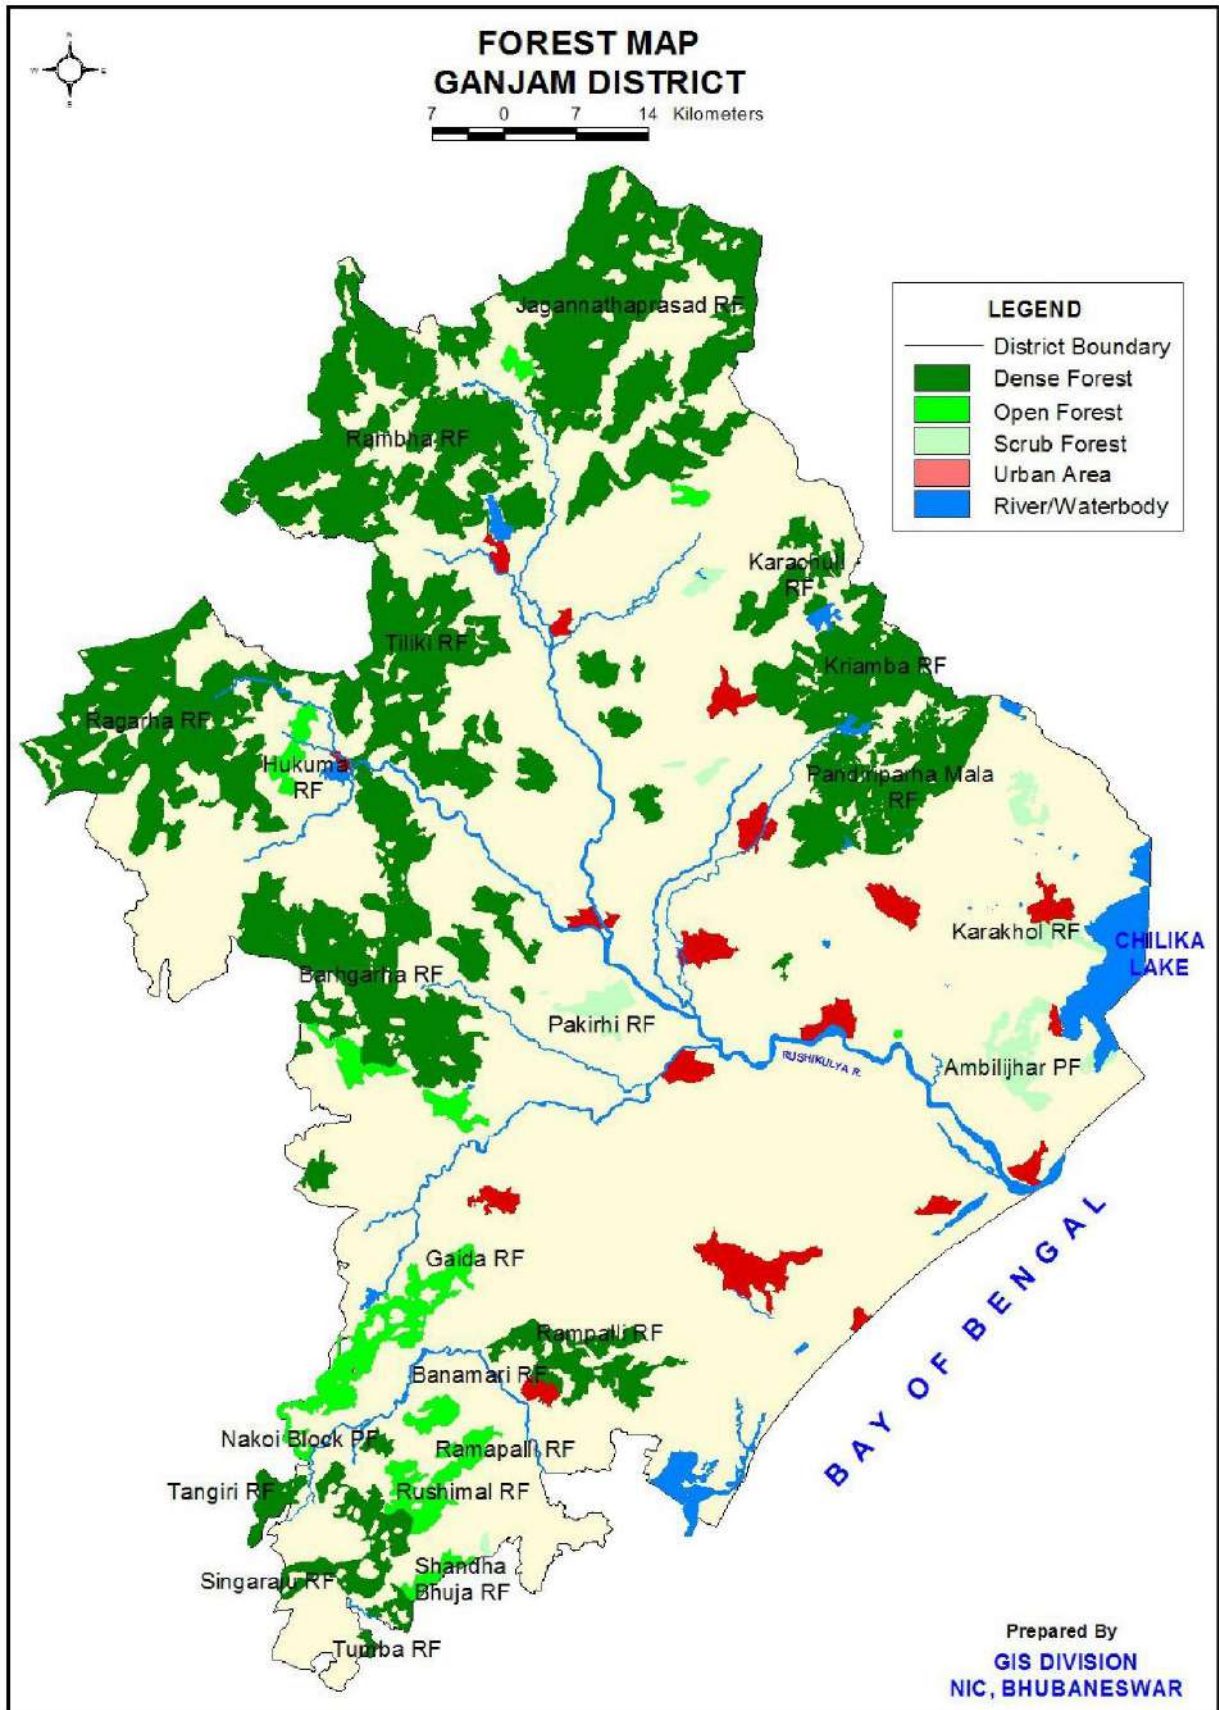 FOREST MAP
GANJAM DISTRICT
7 0 7 14 Kilometers
N
W E
S
LEGEND
District Boundary
Dense Forest
Open Forest
Scrub Forest
Urban Area
River/Waterbody
Jagannathaprasad RF
Rambha RF
Karachuli
RF
Tiliki RF
Kriamba RF
Ragarha RF
Hukuma
RF
Pandiriparha Mala
RF
Karakhol RF
CHILIKA
LAKE
Barhgarha RF
Pakirhi RF
RUSHIKULYA R.
Ambilijhar PF
Gaida RF
BAY OF BENGAL
Rampalli RF
Banamari RF
Nakoi Block PF
Ramapalli RF
Tangiri RF
Rushimal RF
Singaraju RF
Shandha
Bhuja RF
Tumba RF
Prepared By
GIS DIVISION
NIC, BHUBANESWAR